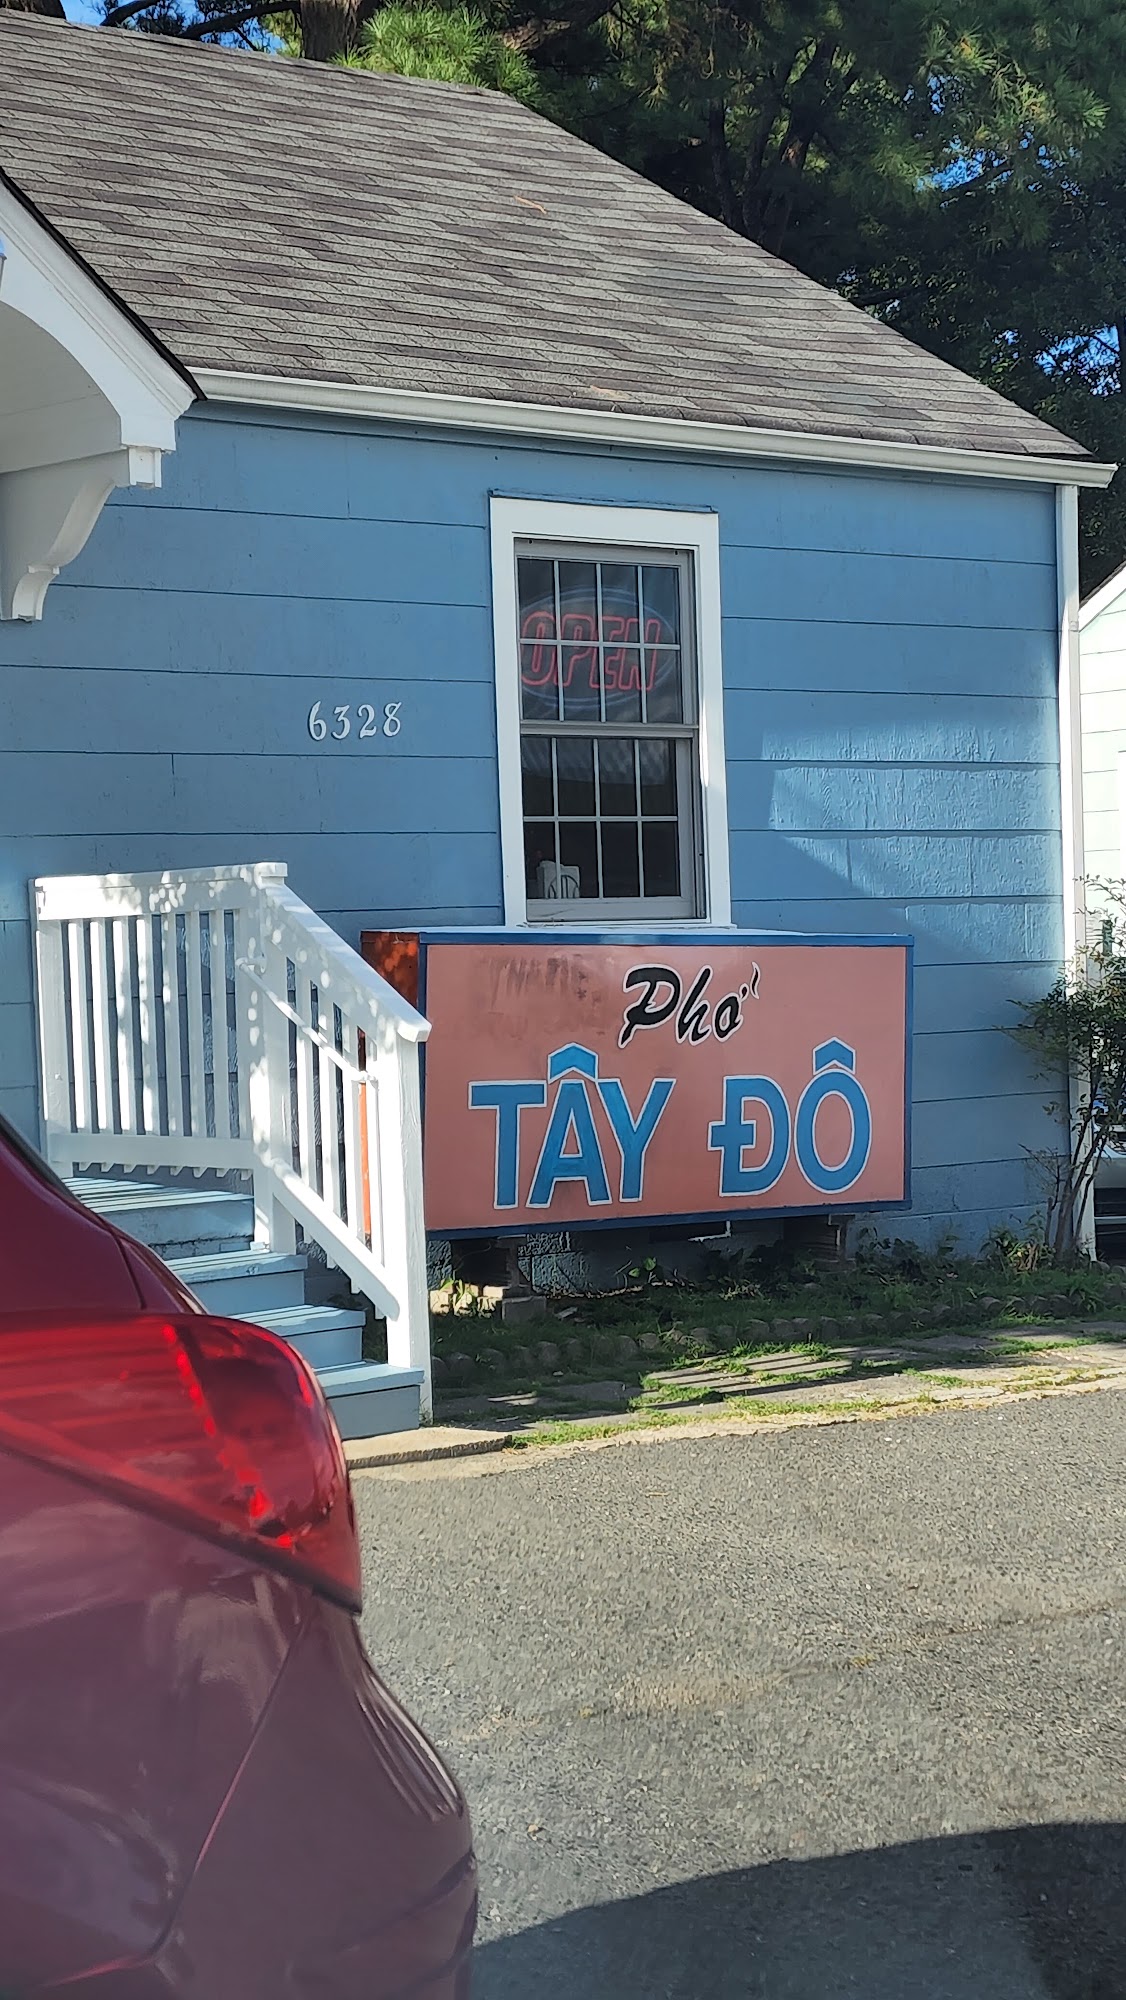 OPEN
6328
Phở
TÂY ĐÔ